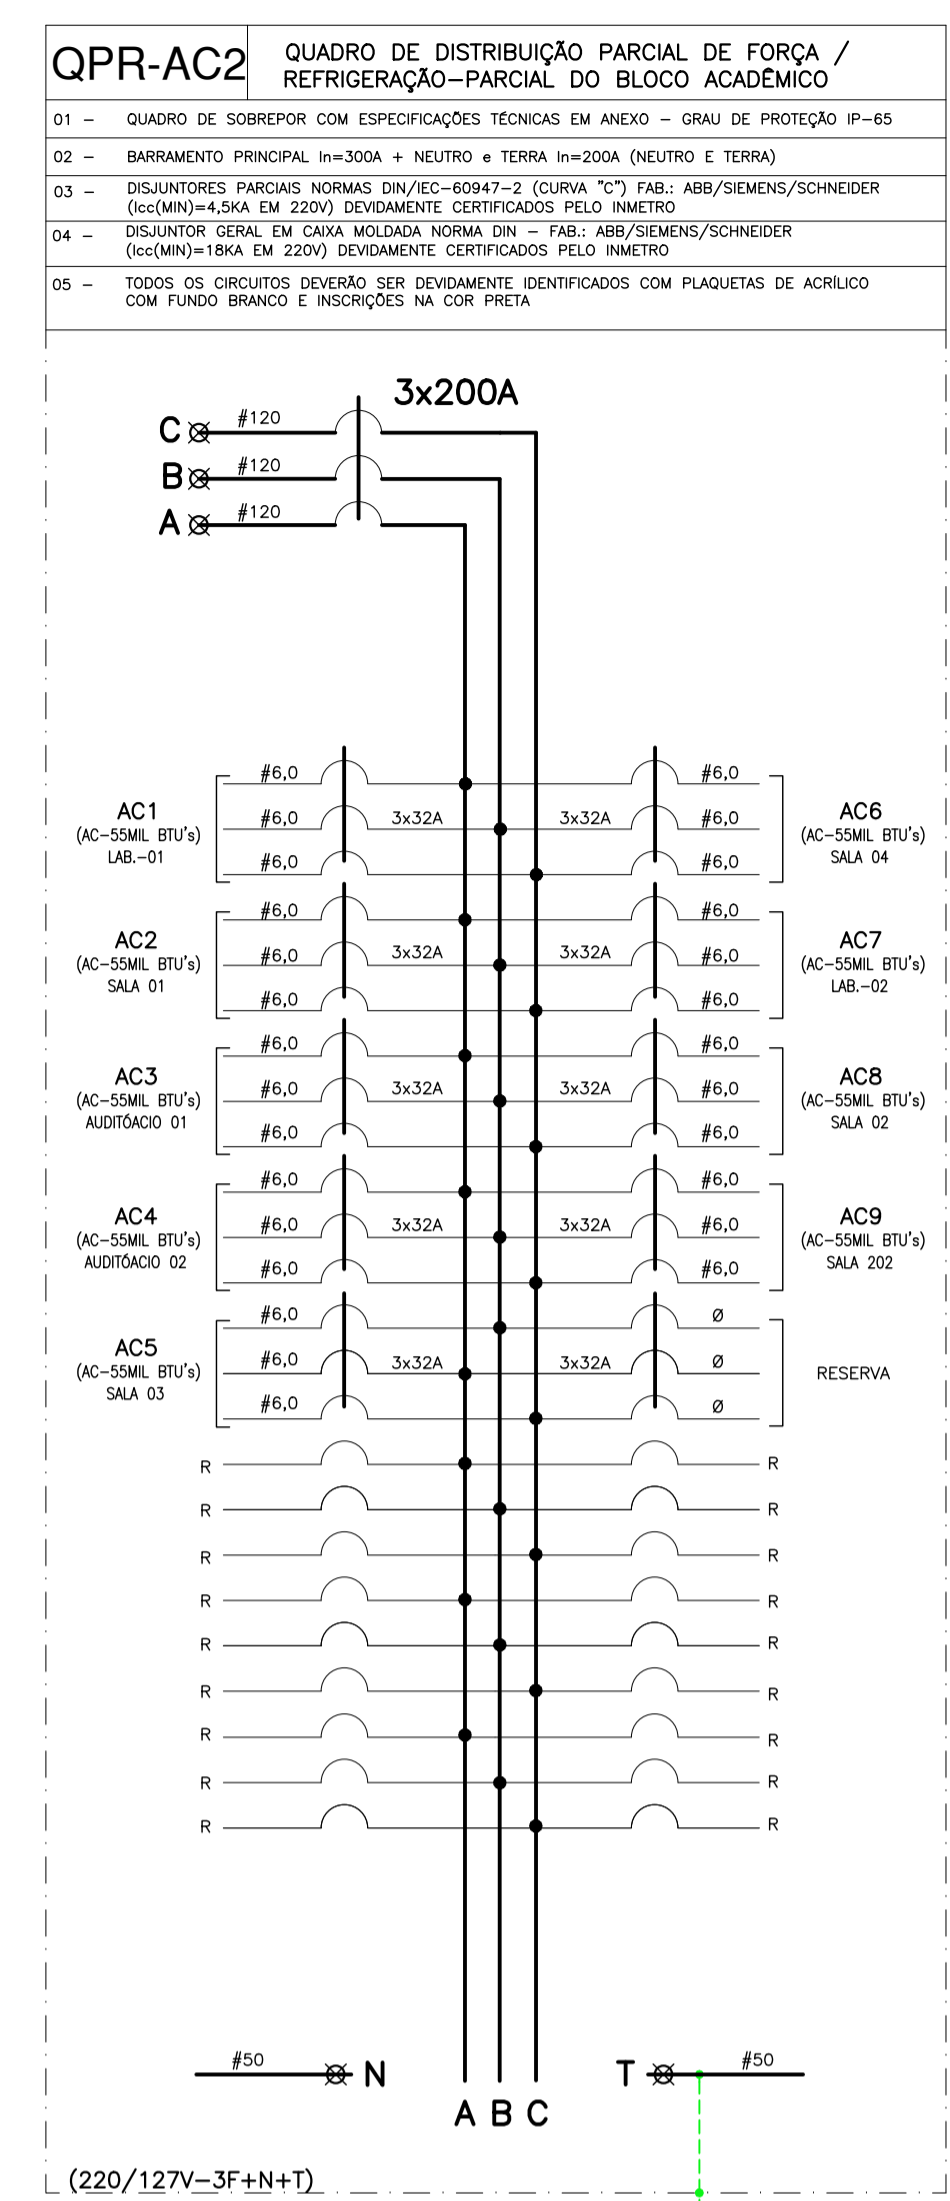 QPR-AC2
QUADRO DE DISTRIBUIÇÃO PARCIAL DE FORÇA /
REFRIGERAÇÃO-PARCIAL DO BLOCO ACADÊMICO
01 - QUADRO DE SOBREPOR COM ESPECIFICAÇÕES TÉCNICAS EM ANEXO - GRAU DE PROTEÇÃO IP-65
02 - BARRAMENTO PRINCIPAL In=300A + NEUTRO e TERRA In=200A (NEUTRO E TERRA)
03 - DISJUNTORES PARCIAIS NORMAS DIN/IEC-60947-2 (CURVA "C") FAB.: ABB/SIEMENS/SCHNEIDER
(Icc(MIN)=4,5KA EM 220V) DEVIDAMENTE CERTIFICADOS PELO INMETRO
04 - DISJUNTOR GERAL EM CAIXA MOLDADA NORMA DIN - FAB.: ABB/SIEMENS/SCHNEIDER
(Icc(MIN)=18KA EM 220V) DEVIDAMENTE CERTIFICADOS PELO INMETRO
05 - TODOS OS CIRCUITOS DEVERÃO SER DEVIDAMENTE IDENTIFICADOS COM PLAQUETAS DE ACRÍLICO
COM FUNDO BRANCO E INSCRIÇÕES NA COR PRETA
3x200A
C #120
B #120
A #120
#6,0 #6,0
AC1 #6,0 3x32A 3x32A #6,0 AC6
(AC-55MIL BTU's) (AC-55MIL BTU's)
LAB.-01 #6,0 #6,0 SALA 04
#6,0 #6,0
AC2 #6,0 3x32A 3x32A #6,0 AC7
(AC-55MIL BTU's) (AC-55MIL BTU's)
SALA 01 #6,0 #6,0 LAB.-02
#6,0 #6,0
AC3 #6,0 3x32A 3x32A #6,0 AC8
(AC-55MIL BTU's) (AC-55MIL BTU's)
AUDITÓACIO 01 #6,0 #6,0 SALA 02
#6,0 #6,0
AC4 #6,0 3x32A 3x32A #6,0 AC9
(AC-55MIL BTU's) (AC-55MIL BTU's)
AUDITÓACIO 02 #6,0 #6,0 SALA 202
#6,0 Ø
AC5 #6,0 3x32A 3x32A Ø RESERVA
(AC-55MIL BTU's)
SALA 03 #6,0 Ø
R R
R R
R R
R R
R R
R R
R R
R R
R R
#50 N T #50
A B C
(220/127V-3F+N+T)